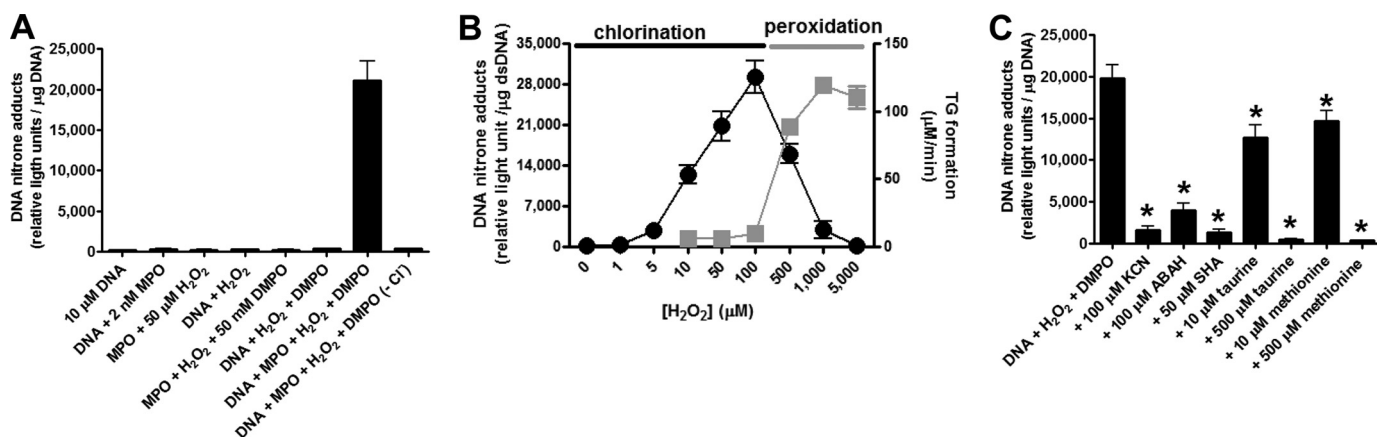 A
DNA nitrone adducts
(relative ligth units / µg DNA)
25,000
20,000
15,000
10,000
5,000
0
10 µM DNA
DNA + 2 nM MPO
MPO + 50 µM H₂O₂
DNA + H₂O₂
MPO + H₂O₂ + 50 mM DMPO
DNA + H₂O₂ + DMPO
DNA + MPO + H₂O₂ + DMPO
DNA + MPO + H₂O₂ + DMPO (- Cl⁻)
B
chlorination
peroxidation
DNA nitrone adducts
(relative light unit /µg dsDNA)
35,000
28,000
21,000
14,000
7,000
0
150
100
50
0
TG formation
(µM/min)
0
1
5
10
50
100
500
1,000
5,000
[H₂O₂] (µM)
C
DNA nitrone adducts
(relative light units / µg DNA)
25,000
20,000
15,000
10,000
5,000
0
*
*
*
*
*
*
*
DNA + H₂O₂ + DMPO
+ 100 µM KCN
+ 100 µM ABAH
+ 50 µM SHA
+ 10 µM taurine
+ 500 µM taurine
+ 10 µM methionine
+ 500 µM methionine